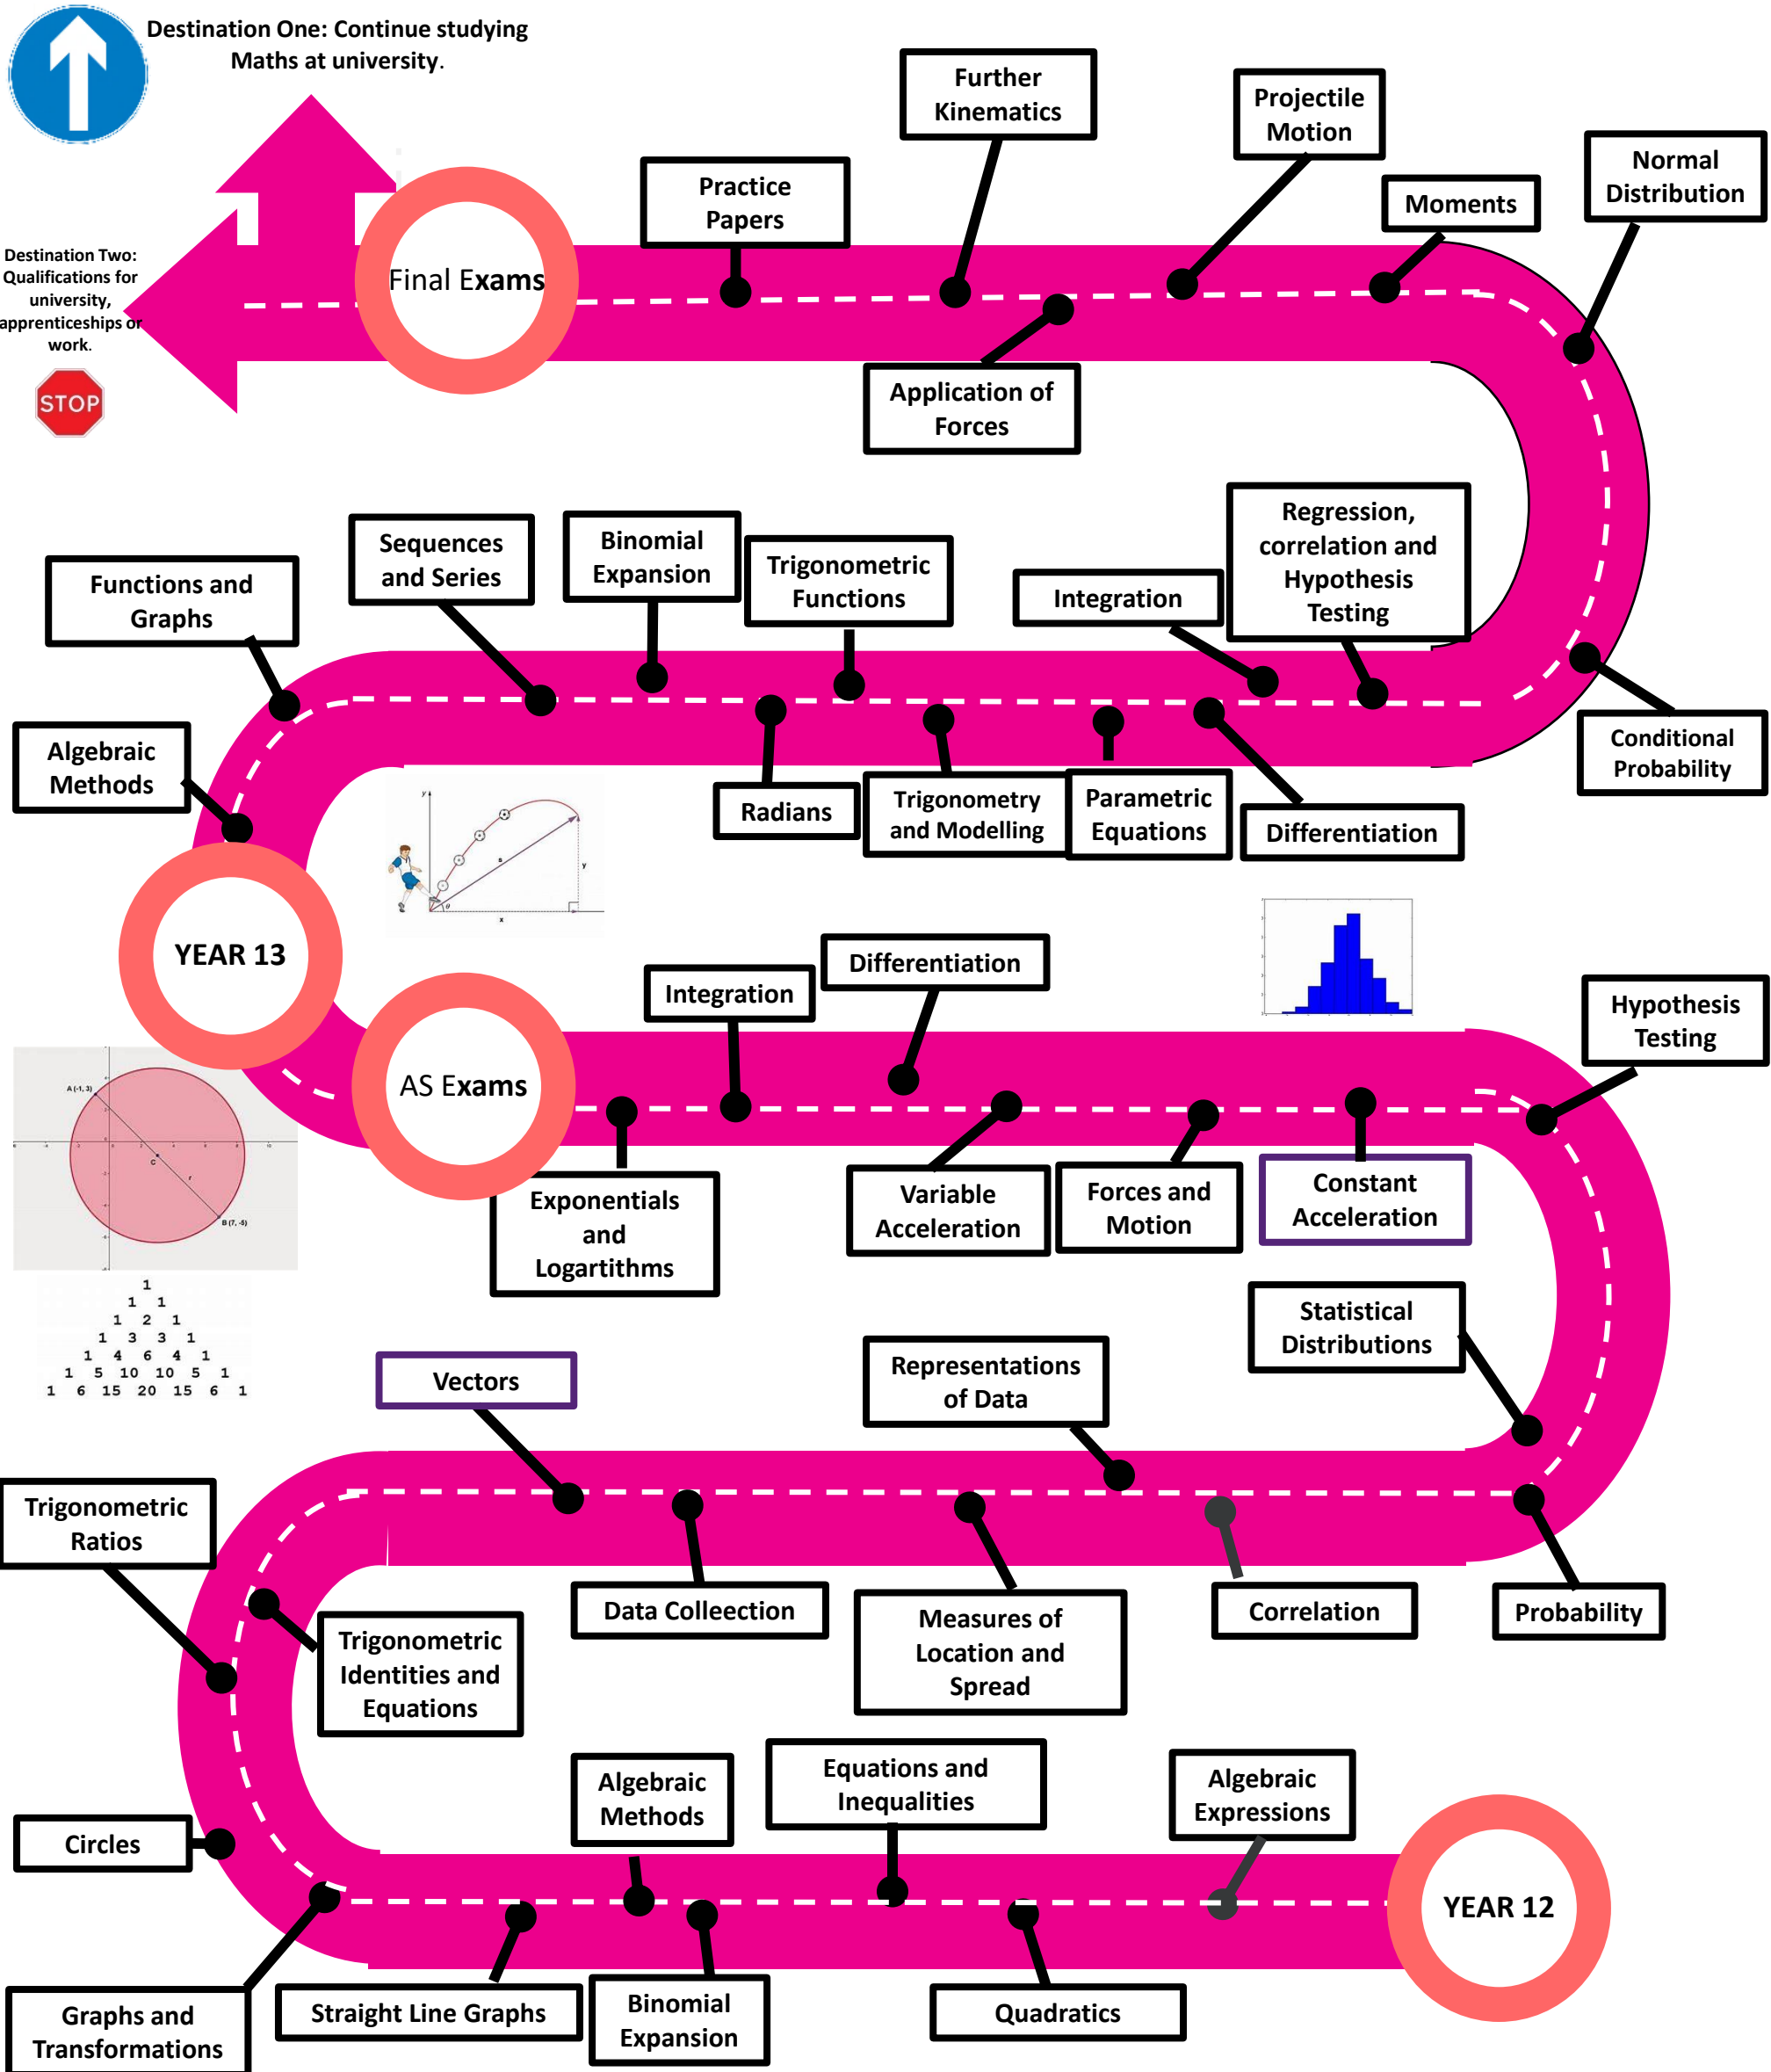 Destination One: Continue studying
Maths at university.
Further
Kinematics
Projectile
Motion
Normal
Distribution
Practice
Papers
Moments
Destination Two:
Qualifications for
university,
apprenticeships or
work.
Final Exams
STOP
Application of
Forces
Regression,
correlation and
Hypothesis
Testing
Sequences
and Series
Binomial
Expansion
Trigonometric
Functions
Integration
Functions and
Graphs
Algebraic
Methods
Conditional
Probability
Radians
Trigonometry
and Modelling
Parametric
Equations
Differentiation
y
s
y
θ
x
YEAR 13
Differentiation
Integration
Hypothesis
Testing
AS Exams
A (-1, 3)
C
r
B (7, -5)
Exponentials
and
Logartithms
Variable
Acceleration
Forces and
Motion
Constant
Acceleration
1
1 1
1 2 1
1 3 3 1
1 4 6 4 1
1 5 10 10 5 1
1 6 15 20 15 6 1
Statistical
Distributions
Vectors
Representations
of Data
Trigonometric
Ratios
Data Colleection
Measures of
Location and
Spread
Correlation
Probability
Trigonometric
Identities and
Equations
Algebraic
Methods
Equations and
Inequalities
Algebraic
Expressions
Circles
YEAR 12
Graphs and
Transformations
Straight Line Graphs
Binomial
Expansion
Quadratics